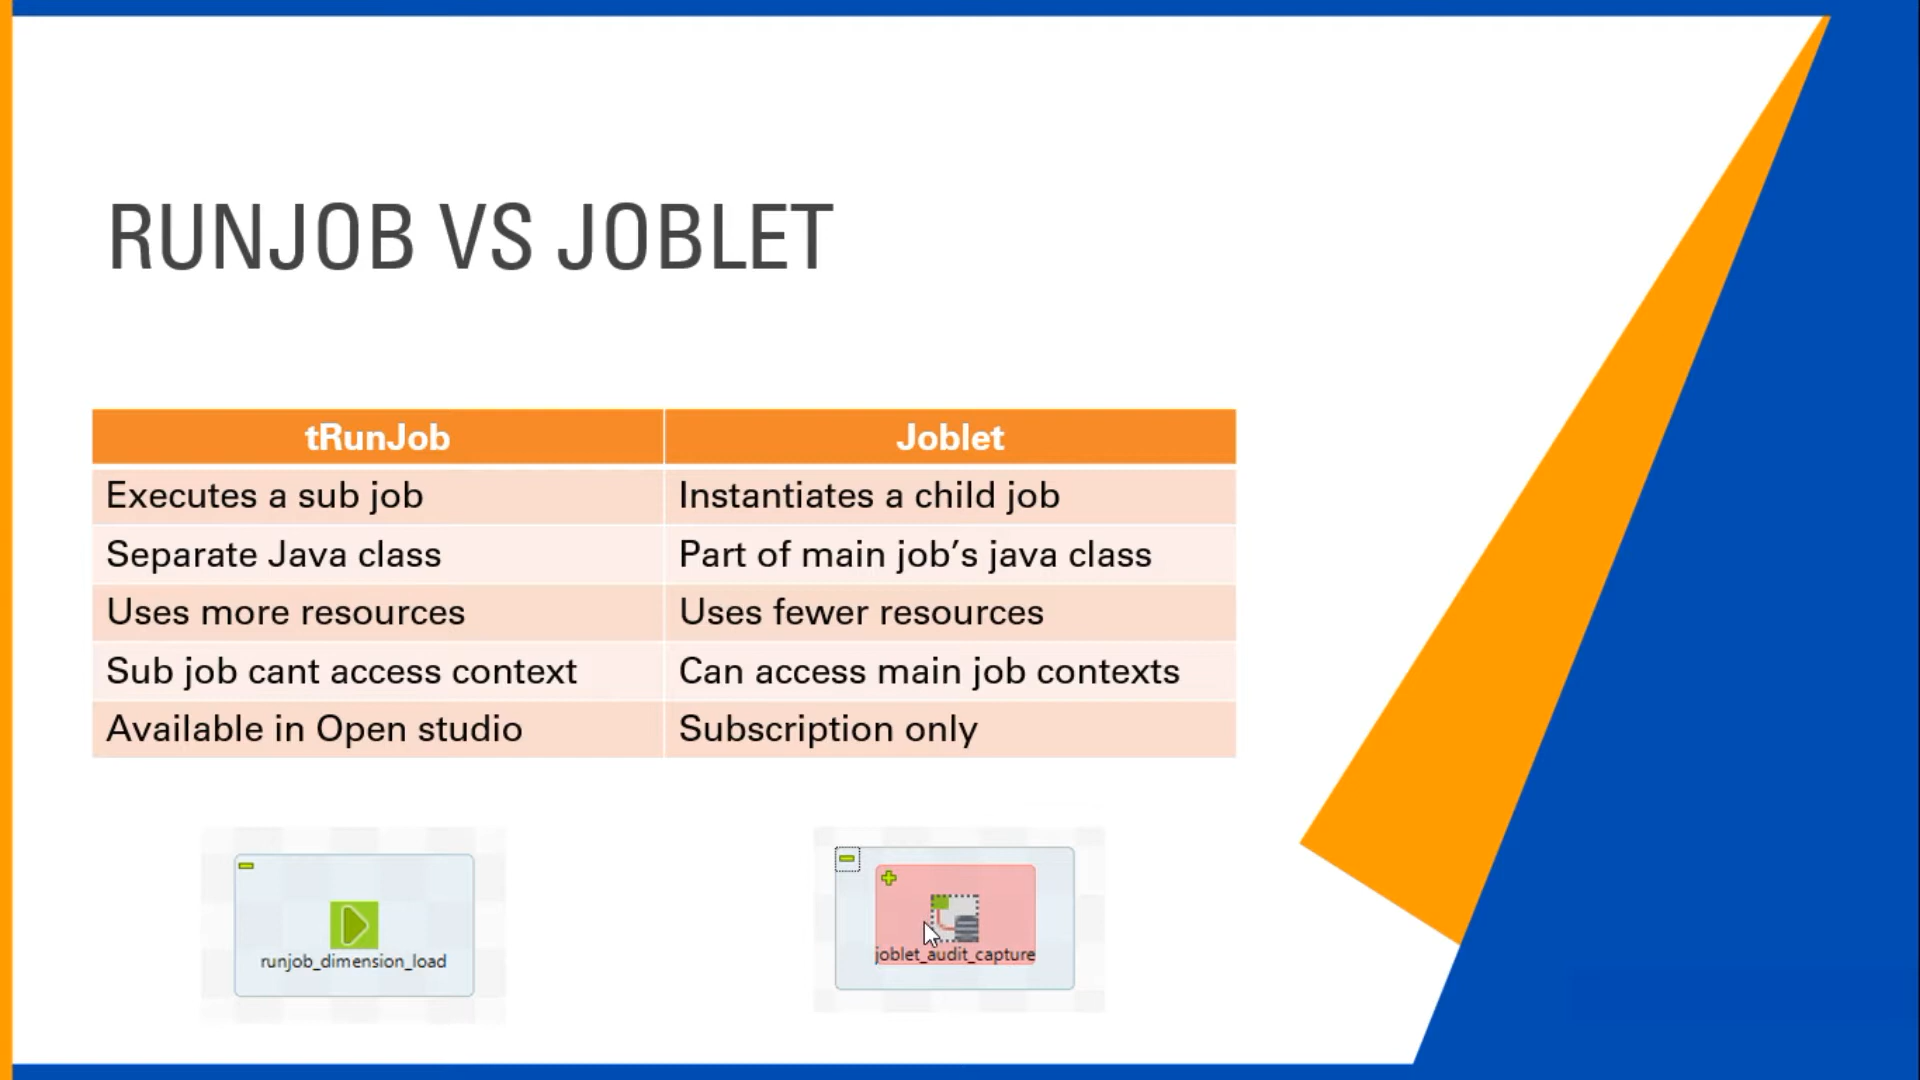 RUNJOB VS JOBLET
tRunJob Joblet
Executes a sub job Instantiates a child job
Separate Java class Part of main job’s java class
Uses more resources Uses fewer resources
Sub job cant access context Can access main job contexts
Available in Open studio Subscription only
runjob_dimension_load joblet_audit_capture